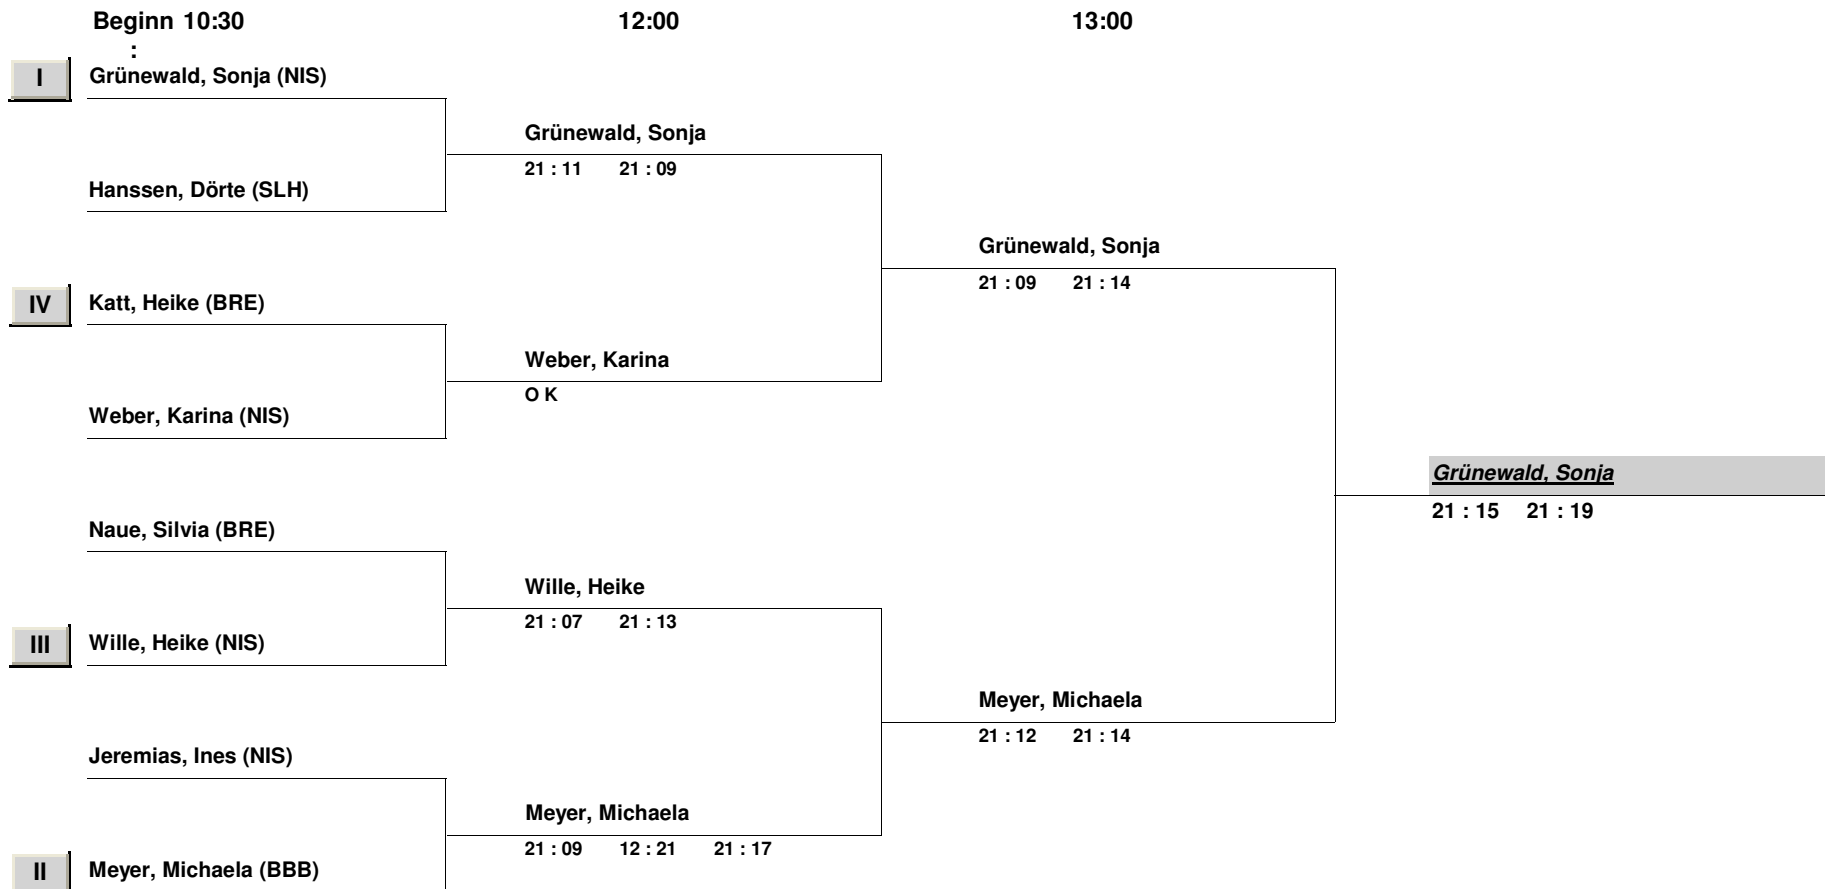 Beginn 10:30 12:00 13:00
:
I Grünewald, Sonja (NIS)
Grünewald, Sonja
21 : 11 21 : 09
Hanssen, Dörte (SLH)
Grünewald, Sonja
21 : 09 21 : 14
IV Katt, Heike (BRE)
Weber, Karina
O K
Weber, Karina (NIS)
Grünewald, Sonja
21 : 15 21 : 19
Naue, Silvia (BRE)
Wille, Heike
21 : 07 21 : 13
III Wille, Heike (NIS)
Meyer, Michaela
21 : 12 21 : 14
Jeremias, Ines (NIS)
Meyer, Michaela
21 : 09 12 : 21 21 : 17
II Meyer, Michaela (BBB)